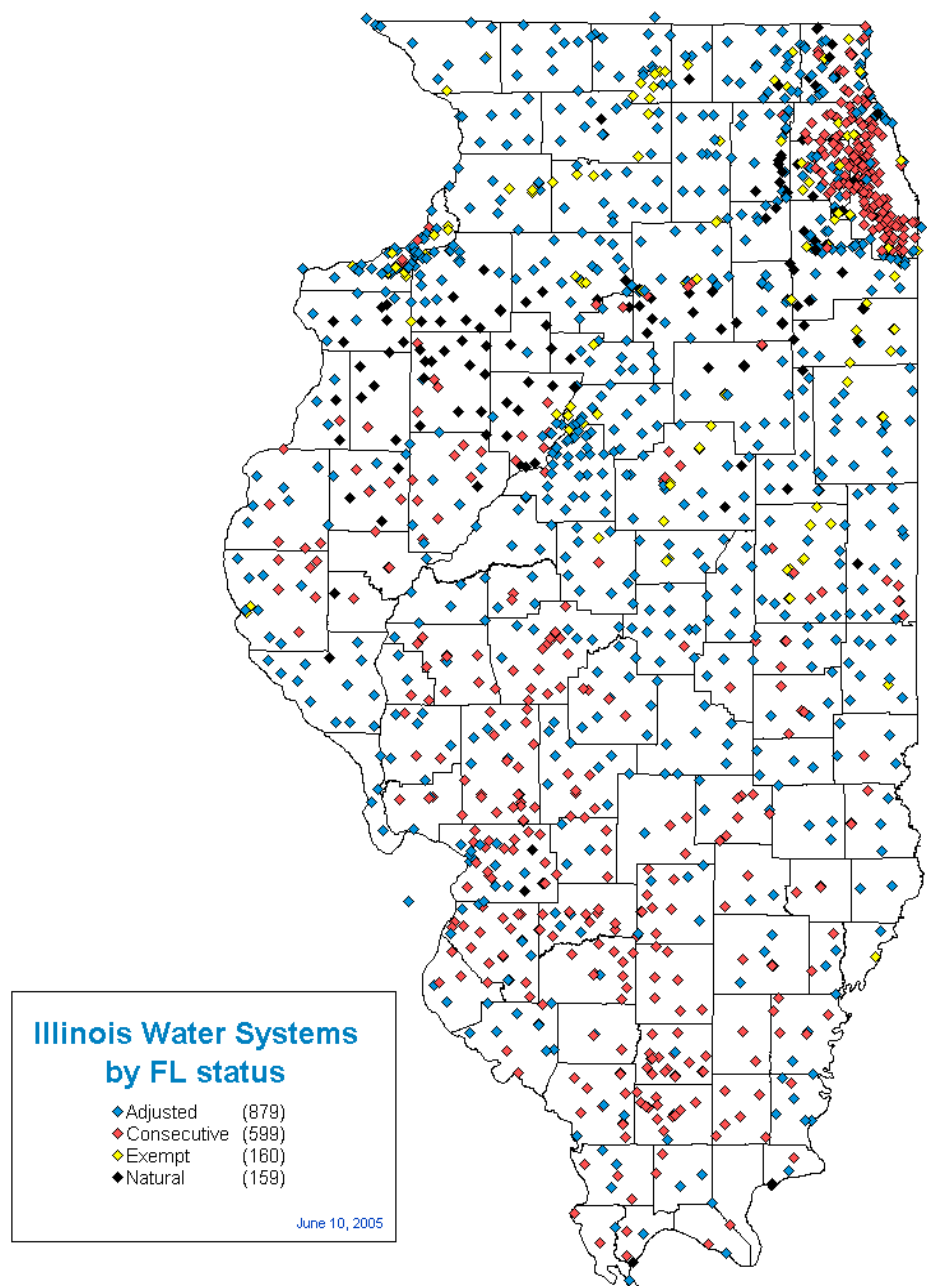 Illinois Water Systems
by FL status
Adjusted (879)
Consecutive (599)
Exempt (160)
Natural (159)
June 10, 2005